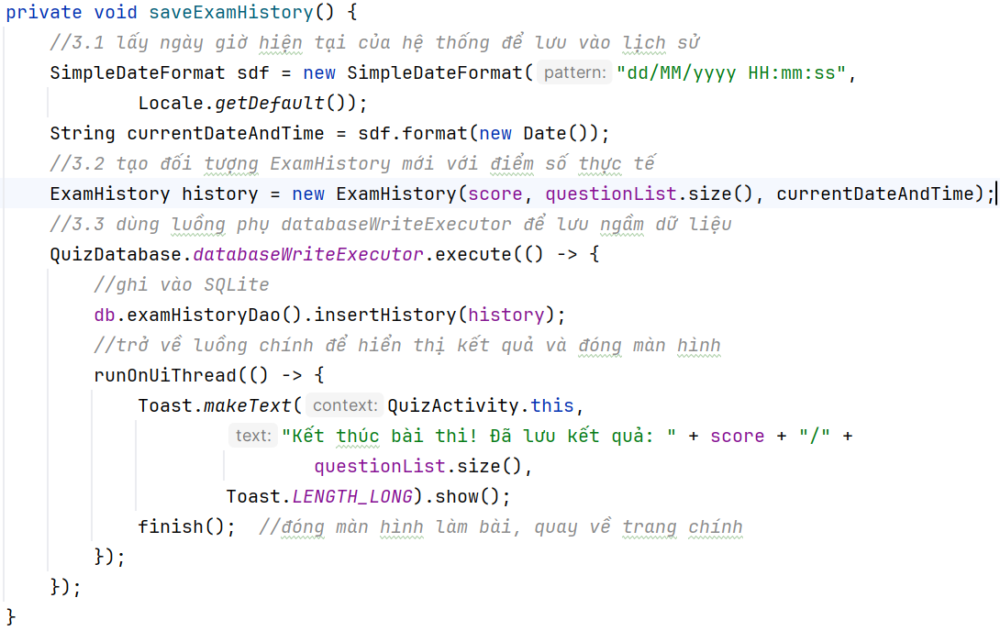 private void saveExamHistory() {
//3.1 lấy ngày giờ hiện tại của hệ thống để lưu vào lịch sử
SimpleDateFormat sdf = new SimpleDateFormat( pattern: "dd/MM/yyyy HH:mm:ss",
Locale.getDefault());
String currentDateAndTime = sdf.format(new Date());
//3.2 tạo đối tượng ExamHistory mới với điểm số thực tế
ExamHistory history = new ExamHistory(score, questionList.size(), currentDateAndTime);
//3.3 dùng luồng phụ databaseWriteExecutor để lưu ngầm dữ liệu
QuizDatabase.databaseWriteExecutor.execute(() -> {
//ghi vào SQLite
db.examHistoryDao().insertHistory(history);
//trở về luồng chính để hiển thị kết quả và đóng màn hình
runOnUiThread(() -> {
Toast.makeText( context: QuizActivity.this,
text: "Kết thúc bài thi! Đã lưu kết quả: " + score + "/" +
questionList.size(),
Toast.LENGTH_LONG).show();
finish(); //đóng màn hình làm bài, quay về trang chính
});
});
}